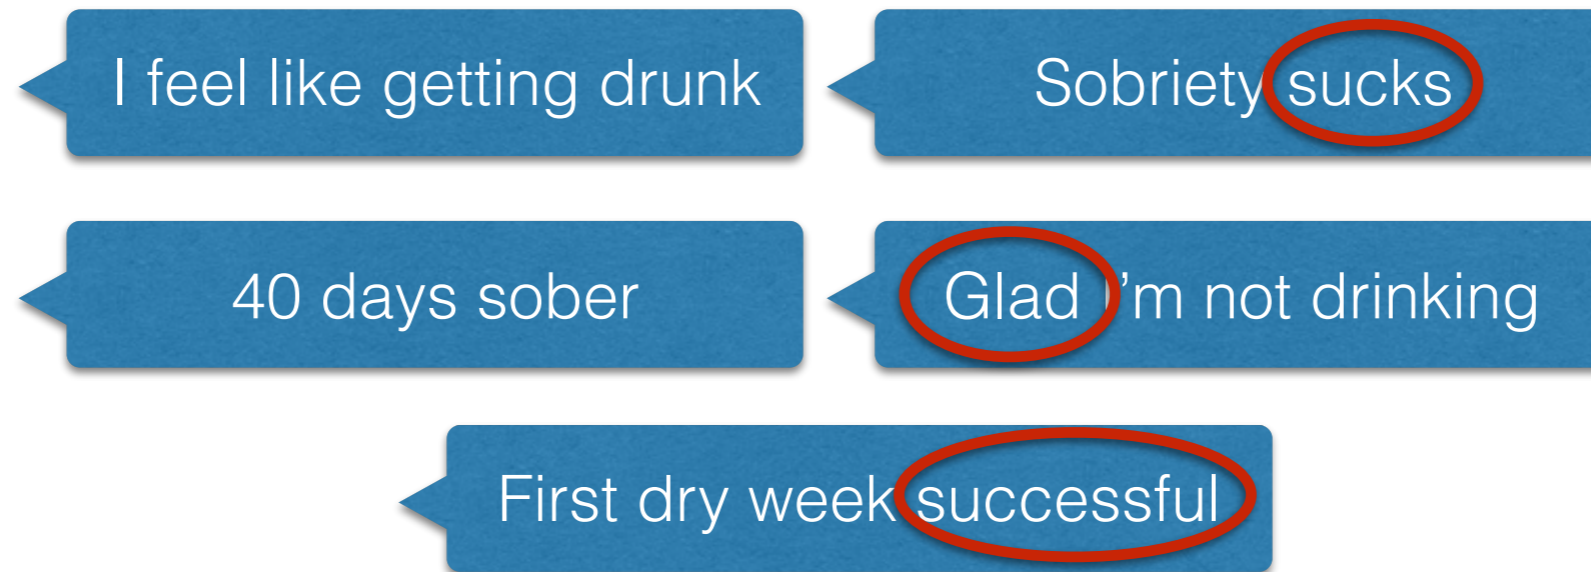 I feel like getting drunk
Sobriety sucks
40 days sober
Glad I'm not drinking
First dry week successful